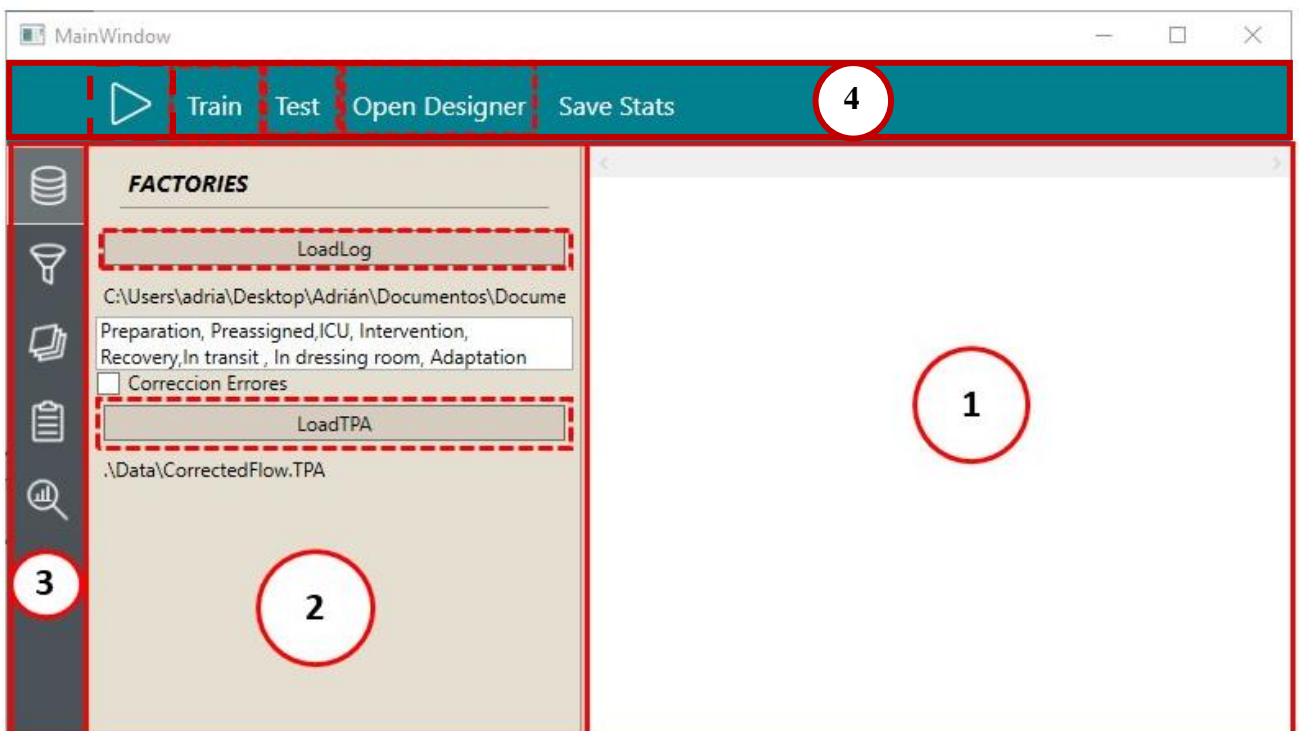 MainWindow
Train Test Open Designer Save Stats 4
FACTORIES
LoadLog
C:\Users\adria\Desktop\Adrián\Documentos\Docume
Preparation, Preassigned,ICU, Intervention,
Recovery,In transit , In dressing room, Adaptation
Correccion Errores
LoadTPA
.\Data\CorrectedFlow.TPA
1
3
2